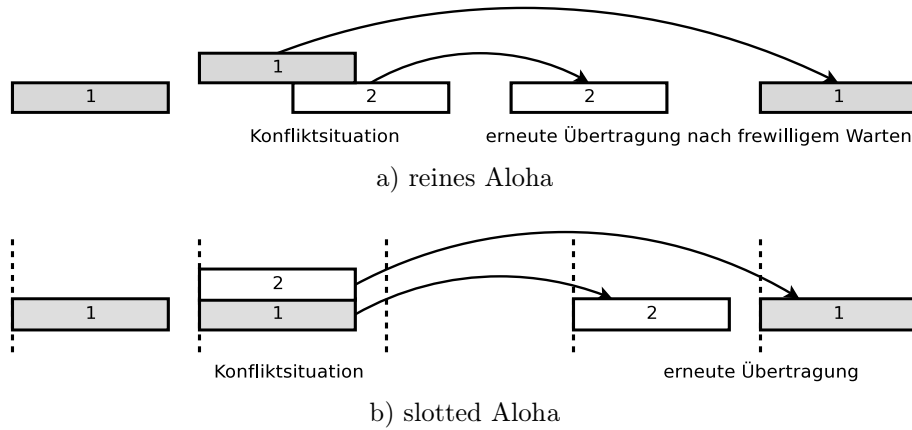 1
1
2
2
1
Konfliktsituation
erneute Übertragung nach frewilligem Warten
a) reines Aloha
2
1
1
2
1
Konfliktsituation
erneute Übertragung
b) slotted Aloha